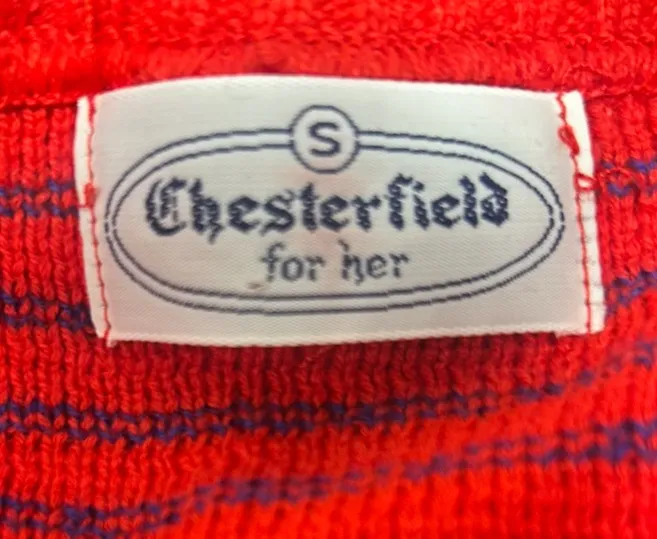 S
Chesterfield
for her